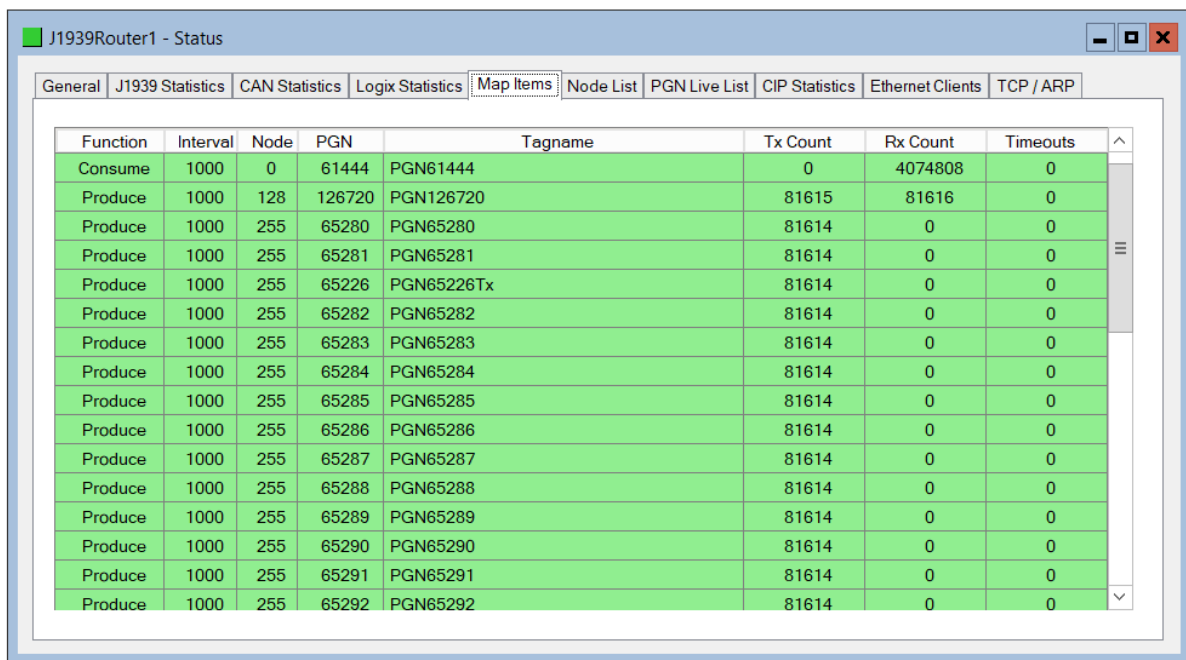 J1939Router1 - Status
General J1939 Statistics CAN Statistics Logix Statistics Map Items Node List PGN Live List CIP Statistics Ethernet Clients TCP / ARP
Function Interval Node PGN Tagname Tx Count Rx Count Timeouts
Consume 1000 0 61444 PGN61444 0 4074808 0
Produce 1000 128 126720 PGN126720 81615 81616 0
Produce 1000 255 65280 PGN65280 81614 0 0
Produce 1000 255 65281 PGN65281 81614 0 0
Produce 1000 255 65226 PGN65226Tx 81614 0 0
Produce 1000 255 65282 PGN65282 81614 0 0
Produce 1000 255 65283 PGN65283 81614 0 0
Produce 1000 255 65284 PGN65284 81614 0 0
Produce 1000 255 65285 PGN65285 81614 0 0
Produce 1000 255 65286 PGN65286 81614 0 0
Produce 1000 255 65287 PGN65287 81614 0 0
Produce 1000 255 65288 PGN65288 81614 0 0
Produce 1000 255 65289 PGN65289 81614 0 0
Produce 1000 255 65290 PGN65290 81614 0 0
Produce 1000 255 65291 PGN65291 81614 0 0
Produce 1000 255 65292 PGN65292 81614 0 0